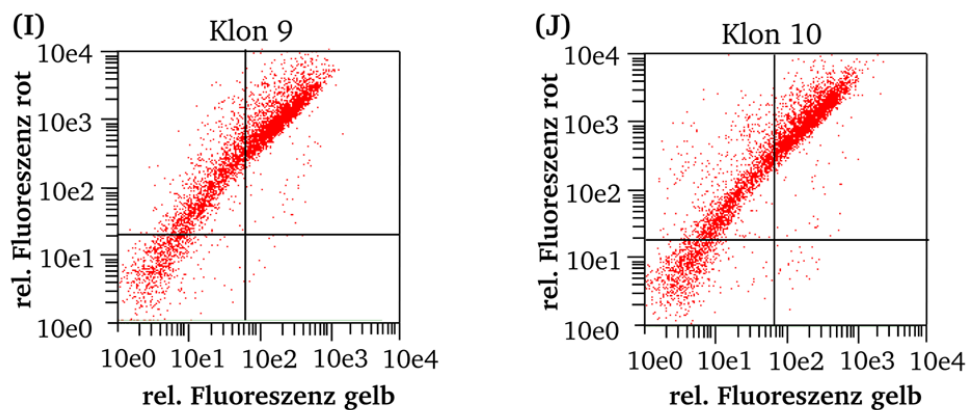 (I)
Klon 9
10e4
10e3
10e2
10e1
10e0
rel. Fluoreszenz rot
10e0 10e1 10e2 10e3 10e4
rel. Fluoreszenz gelb
(J)
Klon 10
10e4
10e3
10e2
10e1
10e0
rel. Fluoreszenz rot
10e0 10e1 10e2 10e3 10e4
rel. Fluoreszenz gelb